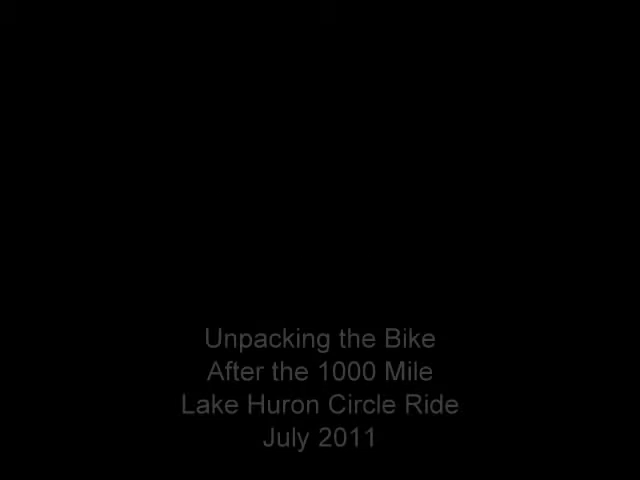 Unpacking the Bike
After the 1000 Mile
Lake Huron Circle Ride
July 2011